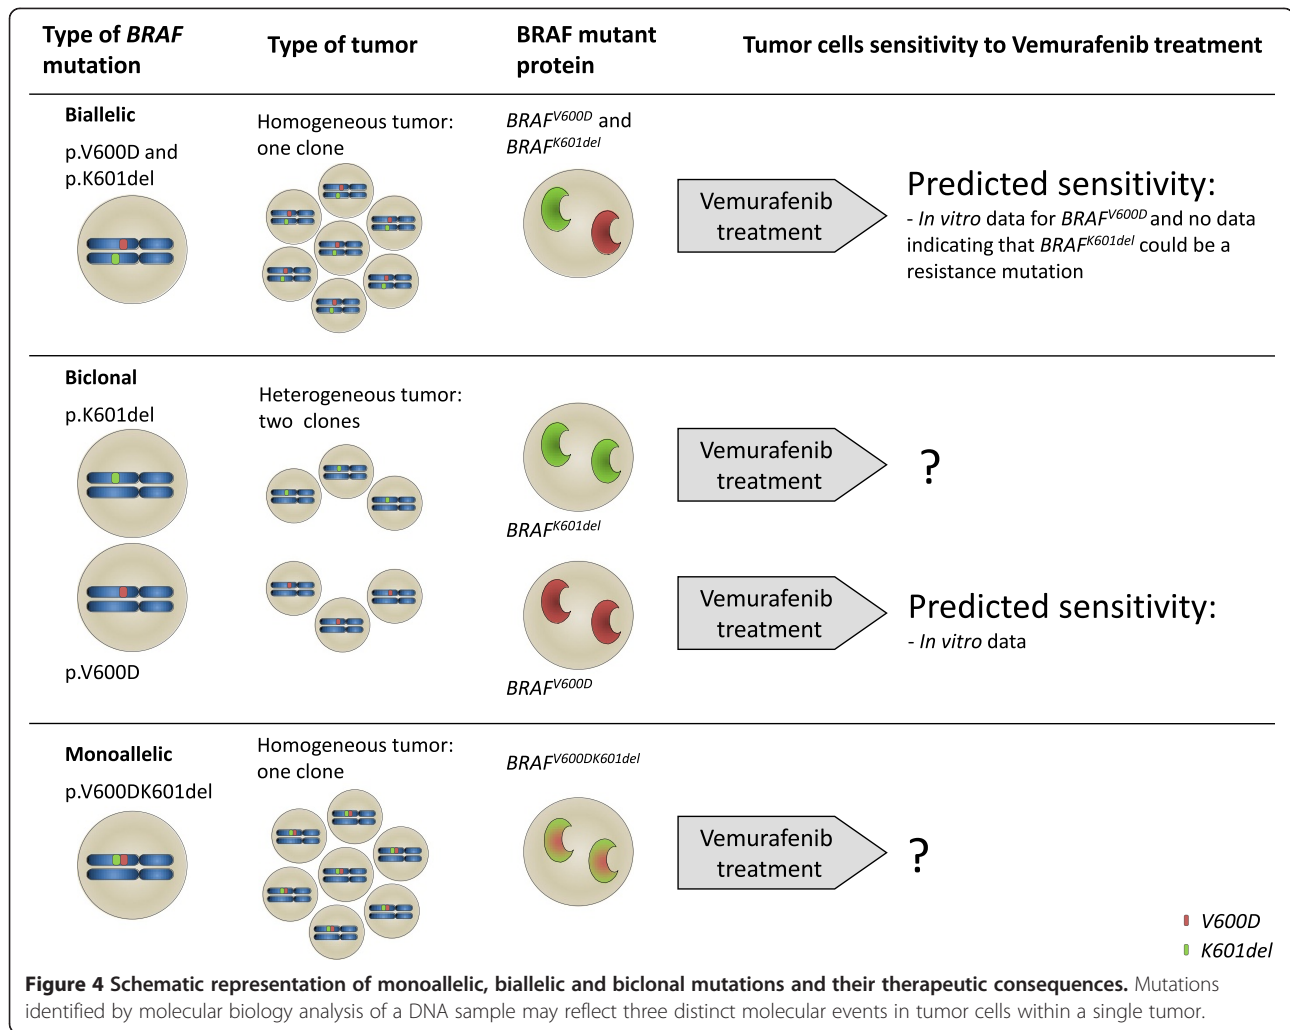 Type of BRAF
mutation
Type of tumor
BRAF mutant
protein
Tumor cells sensitivity to Vemurafenib treatment
Biallelic
p.V600D and
p.K601del
Homogeneous tumor:
one clone
BRAFV600D and
BRAFK601del
Vemurafenib
treatment
Predicted sensitivity:
- In vitro data for BRAFV600D and no data
indicating that BRAFK601del could be a
resistance mutation
Biclonal
p.K601del
Heterogeneous tumor:
two clones
BRAFK601del
Vemurafenib
treatment
?
p.V600D
BRAFV600D
Vemurafenib
treatment
Predicted sensitivity:
- In vitro data
Monoallelic
p.V600DK601del
Homogeneous tumor:
one clone
BRAFV600DK601del
Vemurafenib
treatment
?
V600D
K601del
Figure 4 Schematic representation of monoallelic, biallelic and biclonal mutations and their therapeutic consequences. Mutations
identified by molecular biology analysis of a DNA sample may reflect three distinct molecular events in tumor cells within a single tumor.